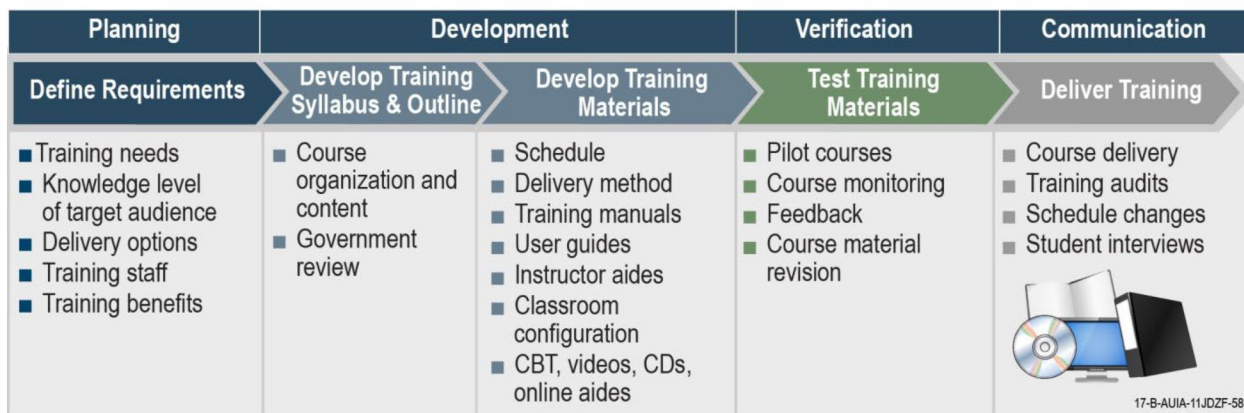 Planning
Development
Verification
Communication
Define Requirements
Develop Training
Syllabus & Outline
Develop Training
Materials
Test Training
Materials
Deliver Training
Training needs
Knowledge level
of target audience
Delivery options
Training staff
Training benefits
Course
organization and
content
Government
review
Schedule
Delivery method
Training manuals
User guides
Instructor aides
Classroom
configuration
CBT, videos, CDs,
online aides
Pilot courses
Course monitoring
Feedback
Course material
revision
Course delivery
Training audits
Schedule changes
Student interviews
17-B-AUIA-11JDZF-58